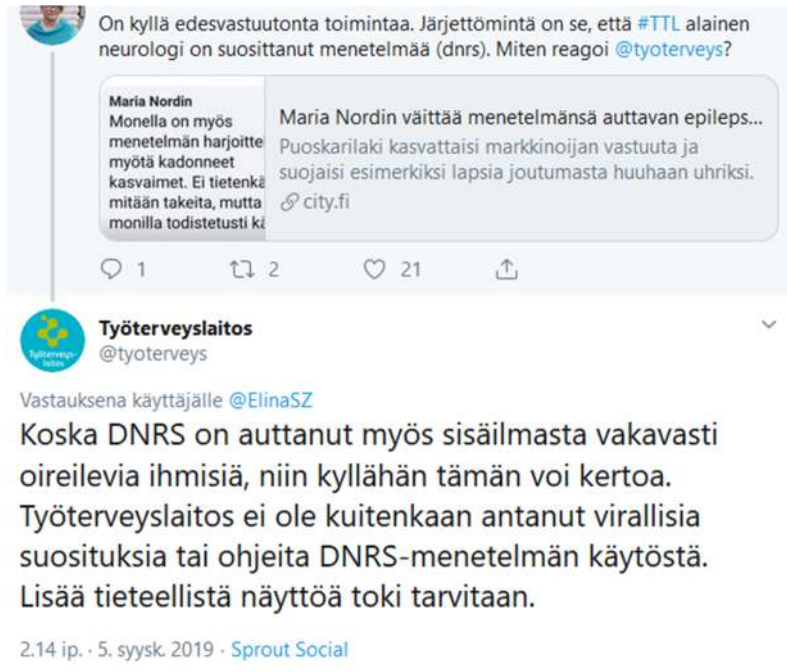 On kyllä edesvastuutonta toimintaa. Järjettömintä on se, että #TTL alainen
neurologi on suosittanut menetelmää (dnrs). Miten reagoi @tyoterveys?
Maria Nordin
Monella on myös
menetelmän harjoittel
myötä kadonneet
kasvaimet. Ei tietenkä
mitään takeita, mutta
monilla todistetusti kä
Maria Nordin väittää menetelmänsä auttavan epileps...
Puoskarilaki kasvattaisi markkinoijan vastuuta ja
suojaisi esimerkiksi lapsia joutumasta huuhaan uhriksi.
city.fi
1 2 21
Työterveyslaitos
@tyoterveys
Työterveys-
laitos
Vastauksena käyttäjälle @ElinaSZ
Koska DNRS on auttanut myös sisäilmasta vakavasti
oireilevia ihmisiä, niin kyllähän tämän voi kertoa.
Työterveyslaitos ei ole kuitenkaan antanut virallisia
suosituksia tai ohjeita DNRS-menetelmän käytöstä.
Lisää tieteellistä näyttöä toki tarvitaan.
2.14 ip. · 5. syysk. 2019 · Sprout Social